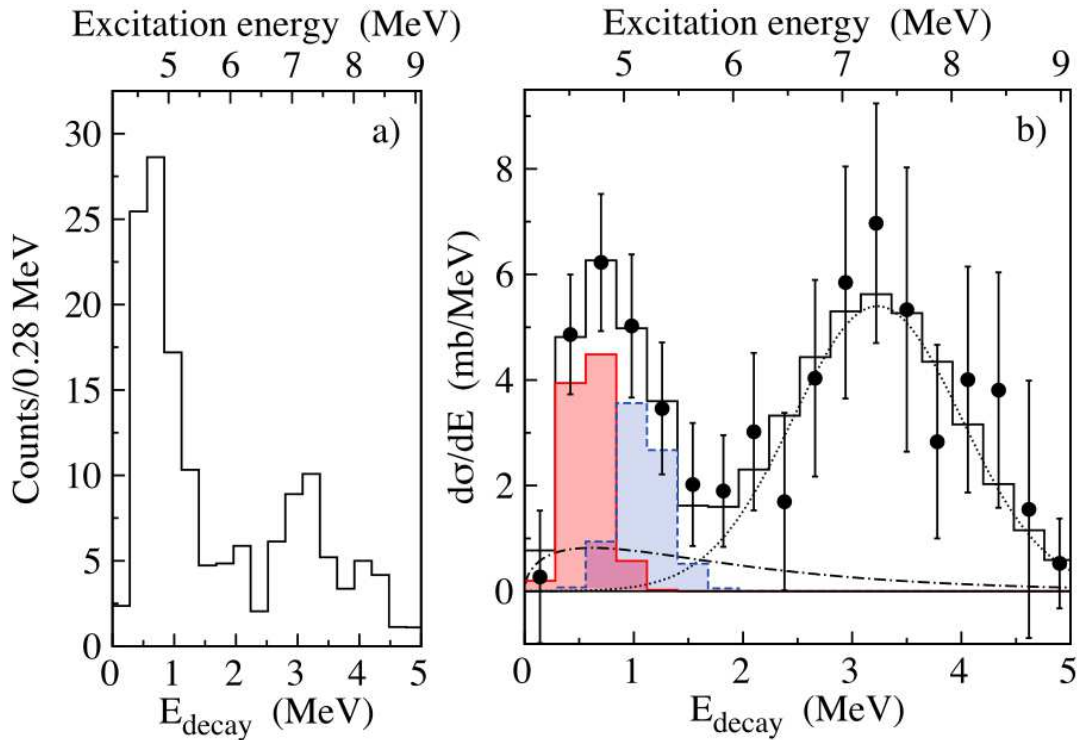 Excitation energy (MeV)
5 6 7 8 9
a)
30
25
20
15
10
5
0
Counts/0.28 MeV
0 1 2 3 4 5
E_decay (MeV)
Excitation energy (MeV)
5 6 7 8 9
b)
8
6
4
2
0
dσ/dE (mb/MeV)
0 1 2 3 4 5
E_decay (MeV)